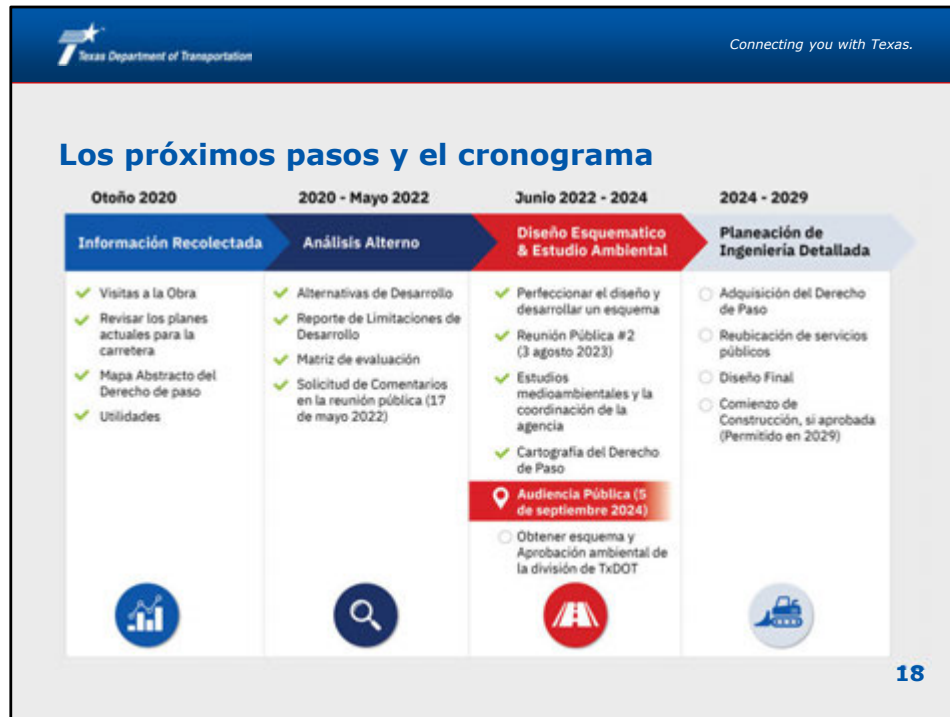 Texas Department of Transportation
Connecting you with Texas.
Los próximos pasos y el cronograma
Otoño 2020
Información Recolectada
Visitas a la Obra
Revisar los planes
actuales para la
carretera
Mapa Abstracto del
Derecho de paso
Utilidades
2020 - Mayo 2022
Análisis Alterno
Alternativas de Desarrollo
Reporte de Limitaciones de
Desarrollo
Matriz de evaluación
Solicitud de Comentarios
en la reunión pública (17
de mayo 2022)
Junio 2022 - 2024
Diseño Esquematico
& Estudio Ambiental
Perfeccionar el diseño y
desarrollar un esquema
Reunión Pública #2
(3 agosto 2023)
Estudios
medioambientales y la
coordinación de la
agencia
Cartografía del Derecho
de Paso
Audiencia Pública (5
de septiembre 2024)
Obtener esquema y
Aprobación ambiental de
la división de TxDOT
2024 - 2029
Planeación de
Ingeniería Detallada
Adquisición del Derecho
de Paso
Reubicación de servicios
públicos
Diseño Final
Comienzo de
Construcción, si aprobada
(Permitido en 2029)
18